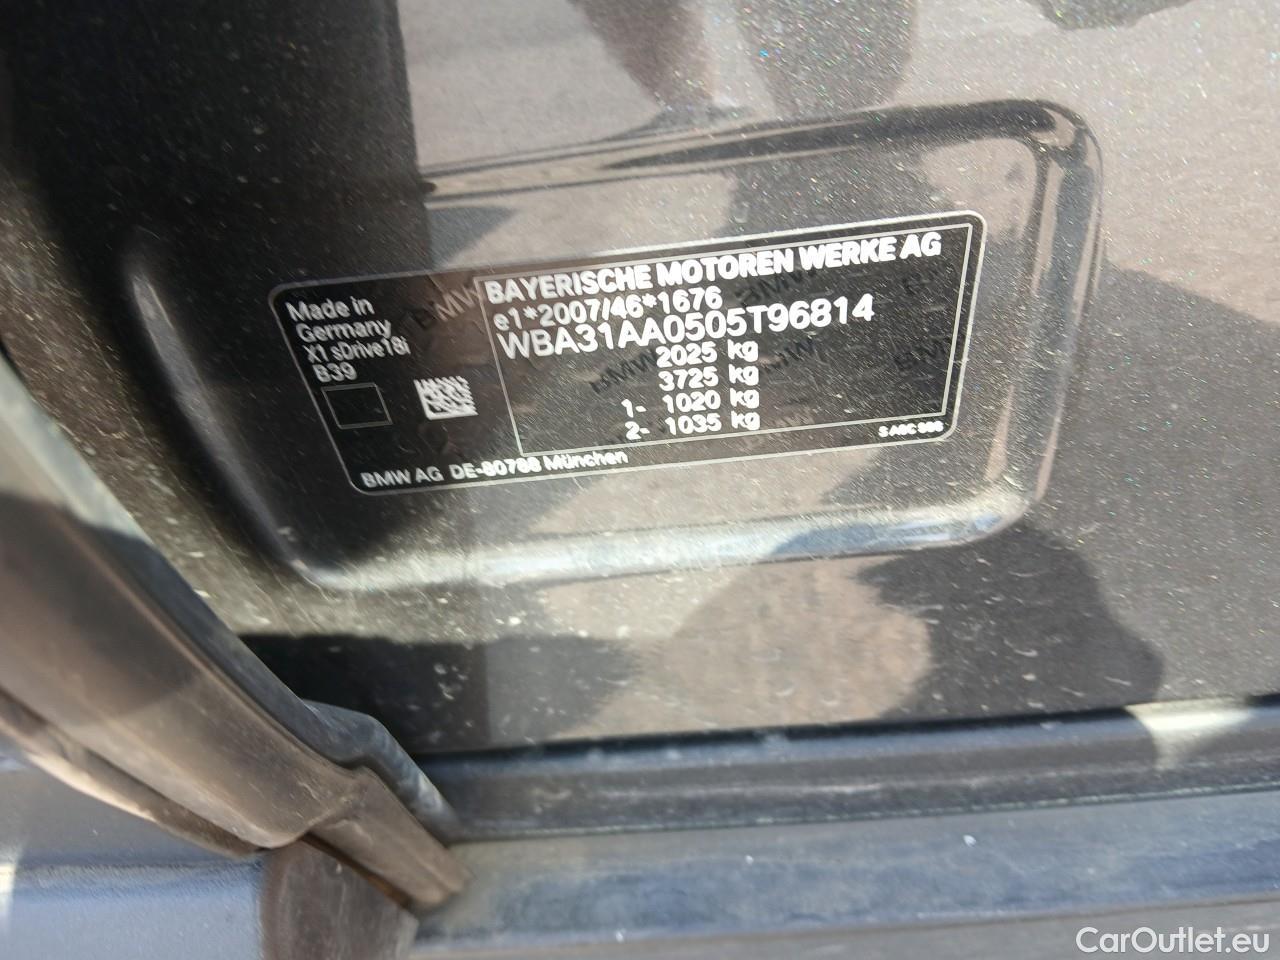 BAYERISCHE MOTOREN WERKE AG
e1*2007/46*1676
WBA31AA0505T96814
2025 kg
3725 kg
1- 1020 kg
2- 1035 kg
Made in
Germany
X1 sDrive18i
B39
BMW AG DE-80788 München
CarOutlet.eu